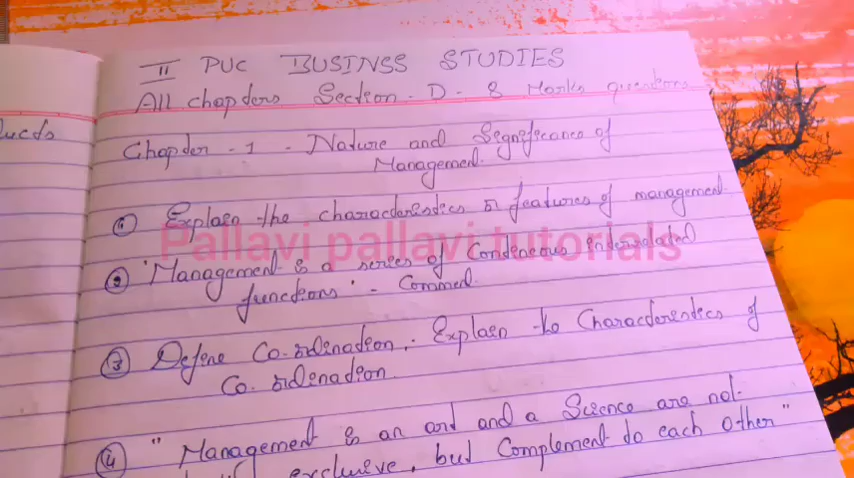 II PUC BUSINSS STUDIES
All chapters Section - D - 8 Marks questions
ucts
Chapter - 1 - Nature and Significance of
Management.
① Explain the characteristics or features of management.
Pallavi pallavi tutorials
② "Management is a series of Continuous interrelated
functions" - Comment.
③ Define Co-ordination. Explain the Characteristics of
Co-ordination.
④ "Management is an art and a Science are not
exclusive, but Complement to each other"